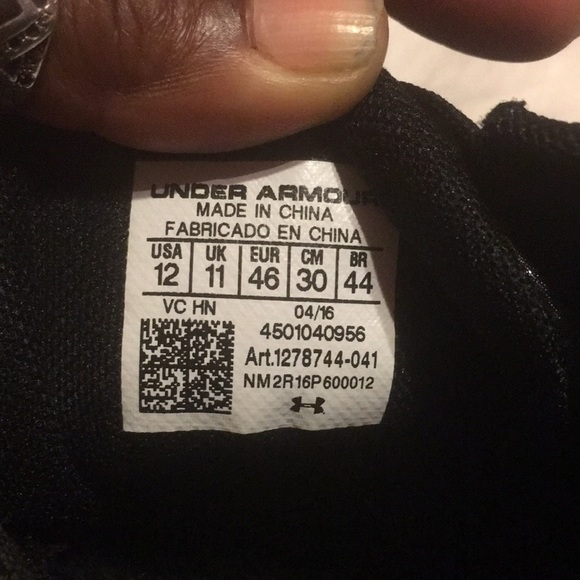 UNDER ARMOUR
MADE IN CHINA
FABRICADO EN CHINA
USA UK EUR CM BR
12 11 46 30 44
VC HN 04/16
4501040956
Art.1278744-041
NM2R16P600012